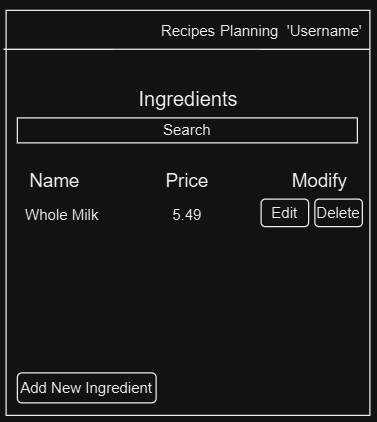 Recipes Planning 'Username'
Ingredients
Search
Name Price Modify
Whole Milk 5.49 Edit Delete
Add New Ingredient